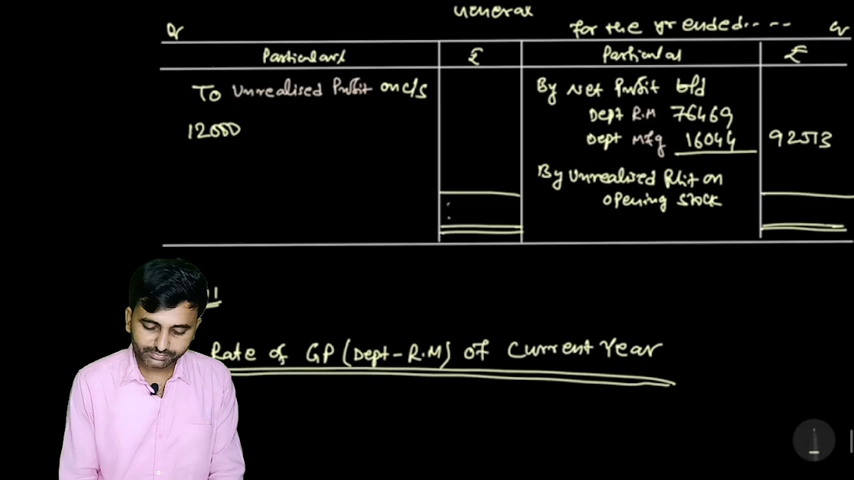 General
Dr for the yr ended..... Cr
Particulars £ Particular £
To Unrealised Profit on c/s
12000
By Net Profit b/d
Dept R.M 76469
Dept Mfg 16044 92513
By Unrealised Profit on
opening Stock
Rate of GP (Dept-R.M) of Current Year